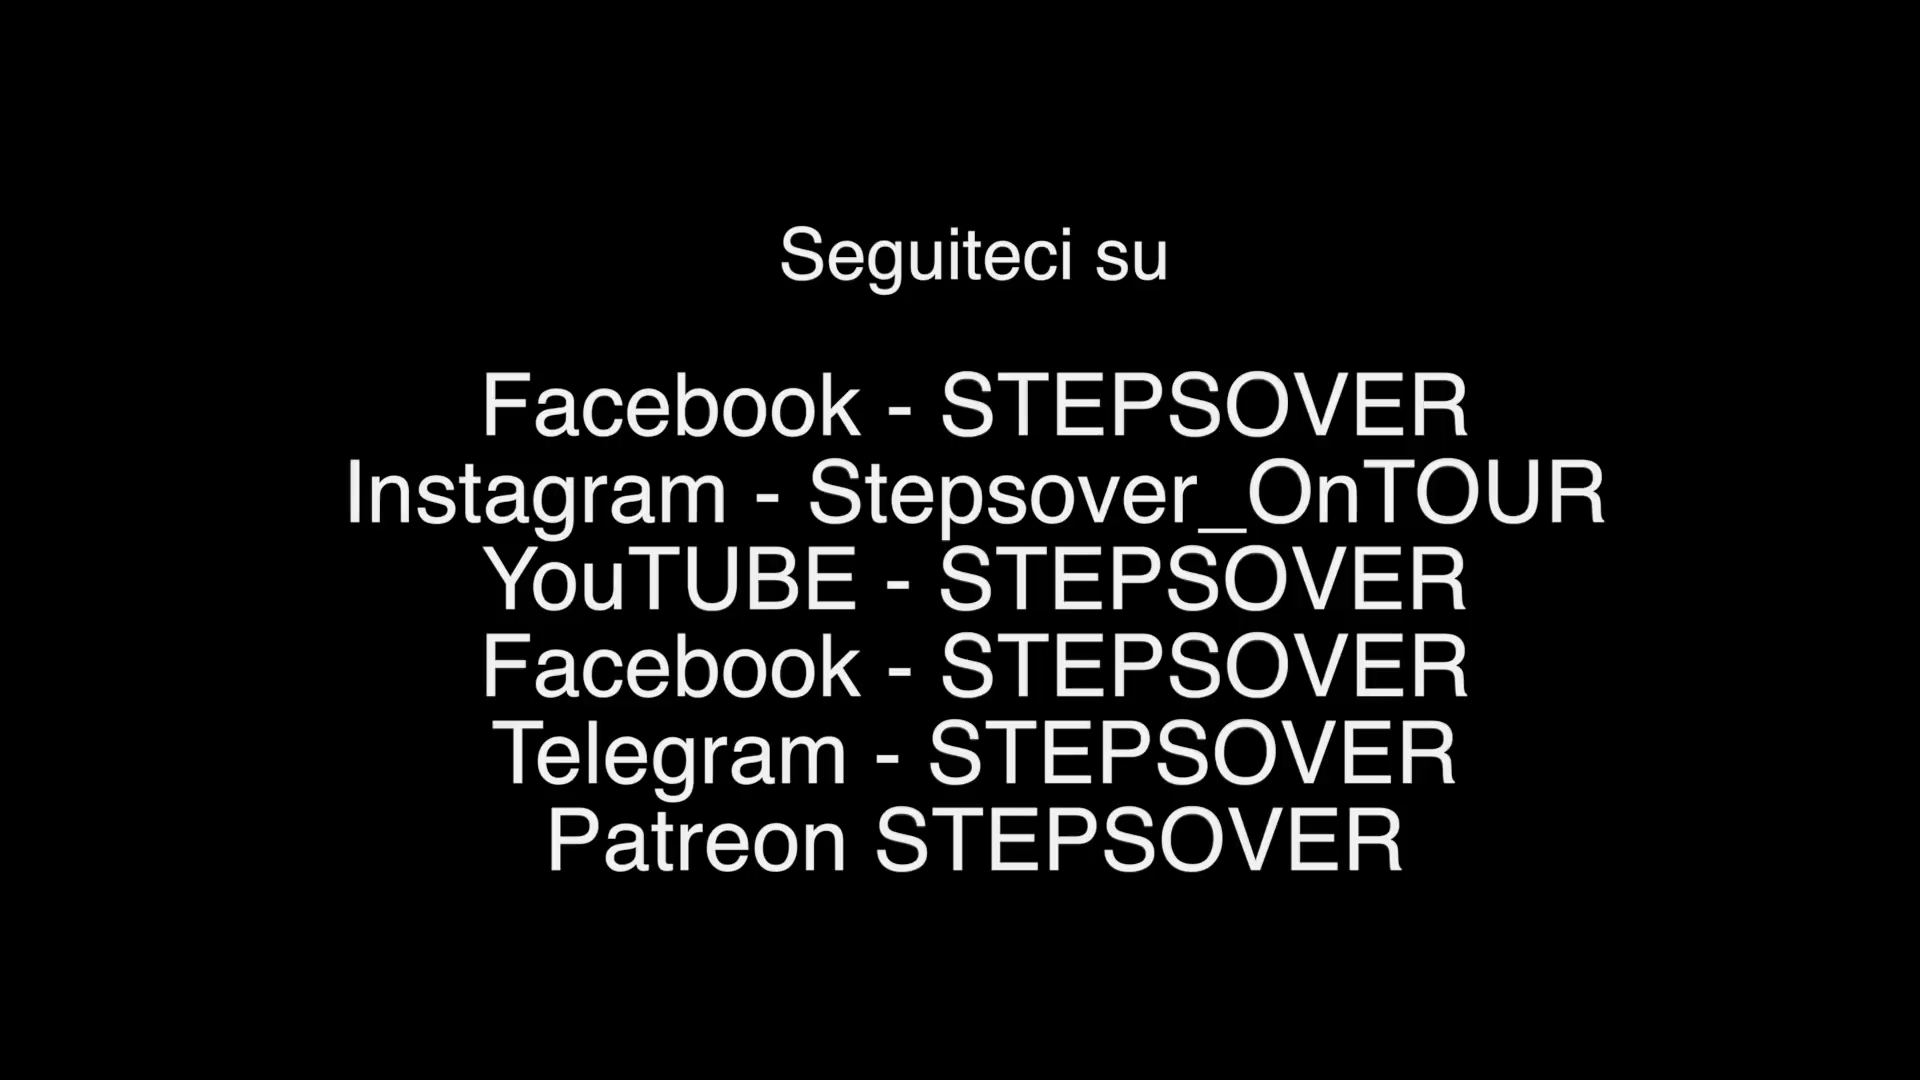 Seguiteci su
Facebook - STEPSOVER
Instagram - Stepsover_OnTOUR
YouTUBE - STEPSOVER
Facebook - STEPSOVER
Telegram - STEPSOVER
Patreon STEPSOVER